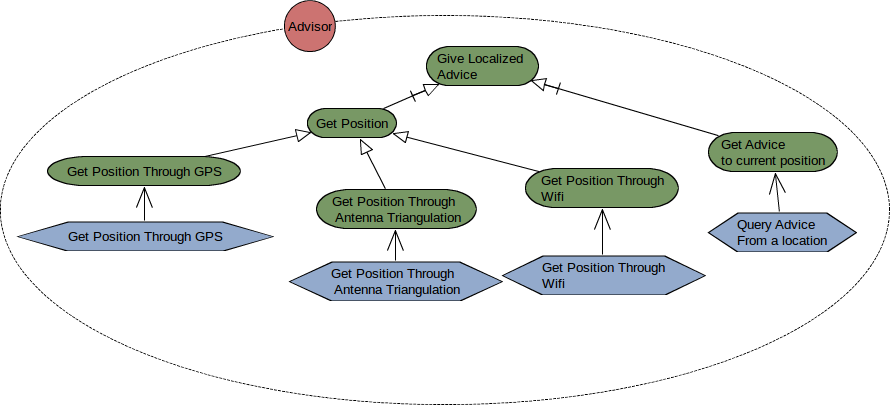 Advisor
Give Localized
Advice
Get Position
Get Advice
to current position
Get Position Through GPS
Get Position Through
Wifi
Get Position Through
Antenna Triangulation
Query Advice
From a location
Get Position Through GPS
Get Position Through
Antenna Triangulation
Get Position Through
Wifi